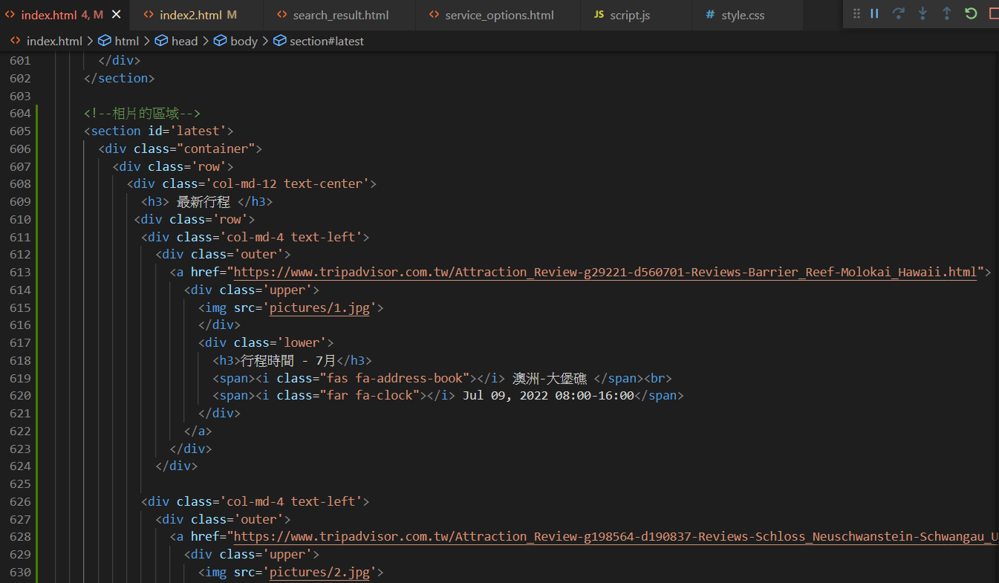 index.html 4, M index2.html M search_result.html service_options.html JS script.js # style.css
index.html > html > head > body > section#latest
601 </div>
602 </section>
603
604 <!--相片的區域-->
605 <section id='latest'>
606 <div class="container">
607 <div class='row'>
608 <div class='col-md-12 text-center'>
609 <h3> 最新行程 </h3>
610 <div class='row'>
611 <div class='col-md-4 text-left'>
612 <div class='outer'>
613 <a href="https://www.tripadvisor.com.tw/Attraction_Review-g29221-d560701-Reviews-Barrier_Reef-Molokai_Hawaii.html">
614 <div class='upper'>
615 <img src='pictures/1.jpg'>
616 </div>
617 <div class='lower'>
618 <h3>行程時間 - 7月</h3>
619 <span><i class="fas fa-address-book"></i> 澳洲-大堡礁 </span><br>
620 <span><i class="far fa-clock"></i> Jul 09, 2022 08:00-16:00</span>
621 </div>
622 </a>
623 </div>
624 </div>
625
626 <div class='col-md-4 text-left'>
627 <div class='outer'>
628 <a href="https://www.tripadvisor.com.tw/Attraction_Review-g198564-d190837-Reviews-Schloss_Neuschwanstein-Schwangau_U
629 <div class='upper'>
630 <img src='pictures/2.jpg'>